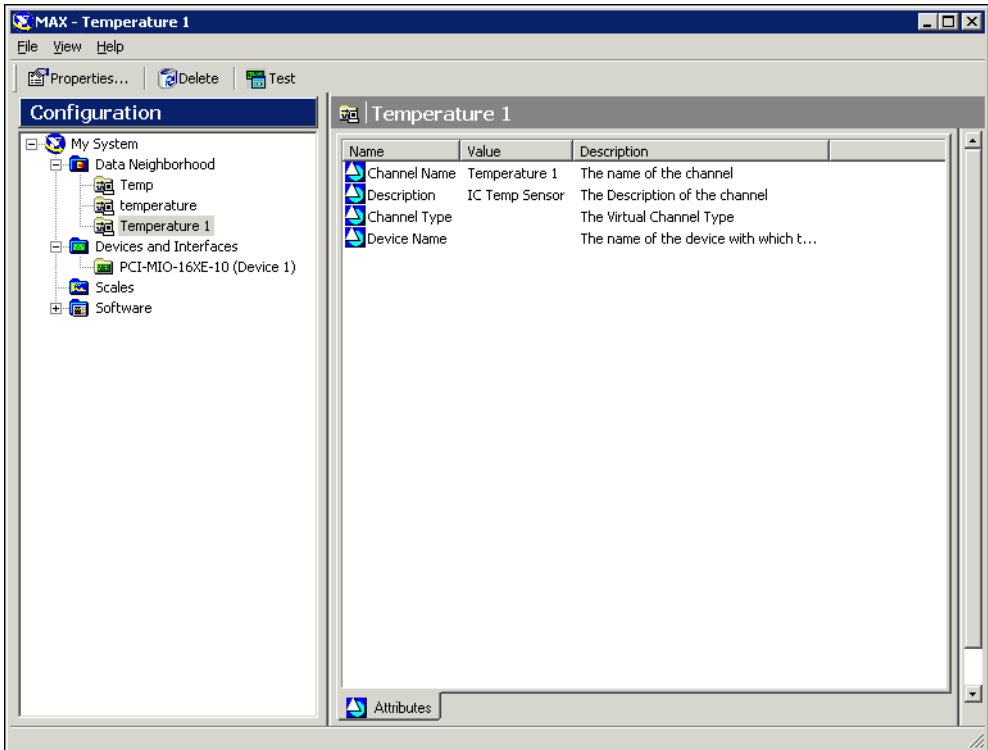 MAX - Temperature 1
File View Help
Properties... Delete Test
Configuration
My System
Data Neighborhood
Temp
temperature
Temperature 1
Devices and Interfaces
PCI-MIO-16XE-10 (Device 1)
Scales
Software
Temperature 1
Name Value Description
Channel Name Temperature 1 The name of the channel
Description IC Temp Sensor The Description of the channel
Channel Type The Virtual Channel Type
Device Name The name of the device with which t...
Attributes